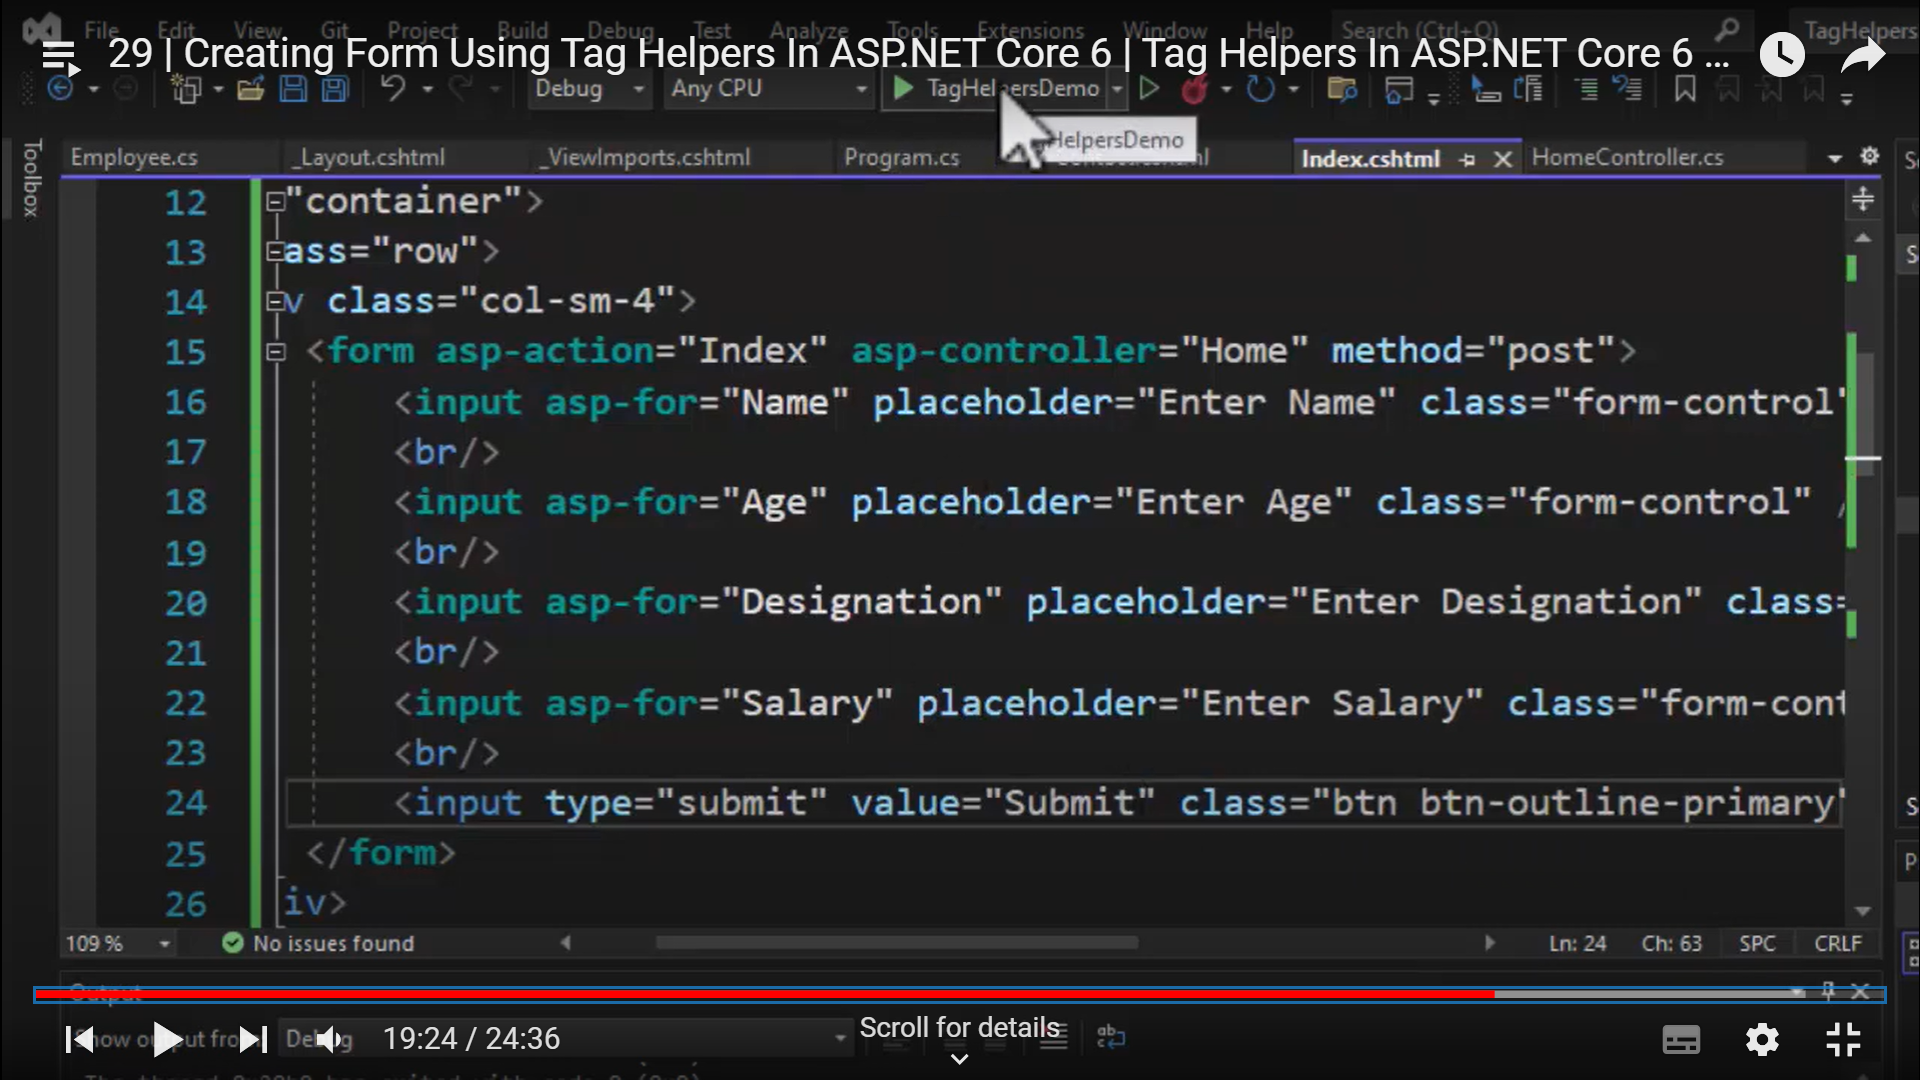 File Edit View Git Project Build Debug Test Analyze Tools Extensions Window Help Search (Ctrl+Q) TagHelpers
29 | Creating Form Using Tag Helpers In ASP.NET Core 6 | Tag Helpers In ASP.NET Core 6 ...
Debug Any CPU TagHelpersDemo
HelpersDemo
Toolbox
Employee.cs _Layout.cshtml _ViewImports.cshtml Program.cs Index.cshtml HomeController.cs
12 "container">
13 ass="row">
14 v class="col-sm-4">
15 <form asp-action="Index" asp-controller="Home" method="post">
16 <input asp-for="Name" placeholder="Enter Name" class="form-control"
17 <br/>
18 <input asp-for="Age" placeholder="Enter Age" class="form-control" /
19 <br/>
20 <input asp-for="Designation" placeholder="Enter Designation" class=
21 <br/>
22 <input asp-for="Salary" placeholder="Enter Salary" class="form-cont
23 <br/>
24 <input type="submit" value="Submit" class="btn btn-outline-primary"
25 </form>
26 iv>
109 % No issues found Ln: 24 Ch: 63 SPC CRLF
Output
Show output from Debug
19:24 / 24:36
Scroll for details